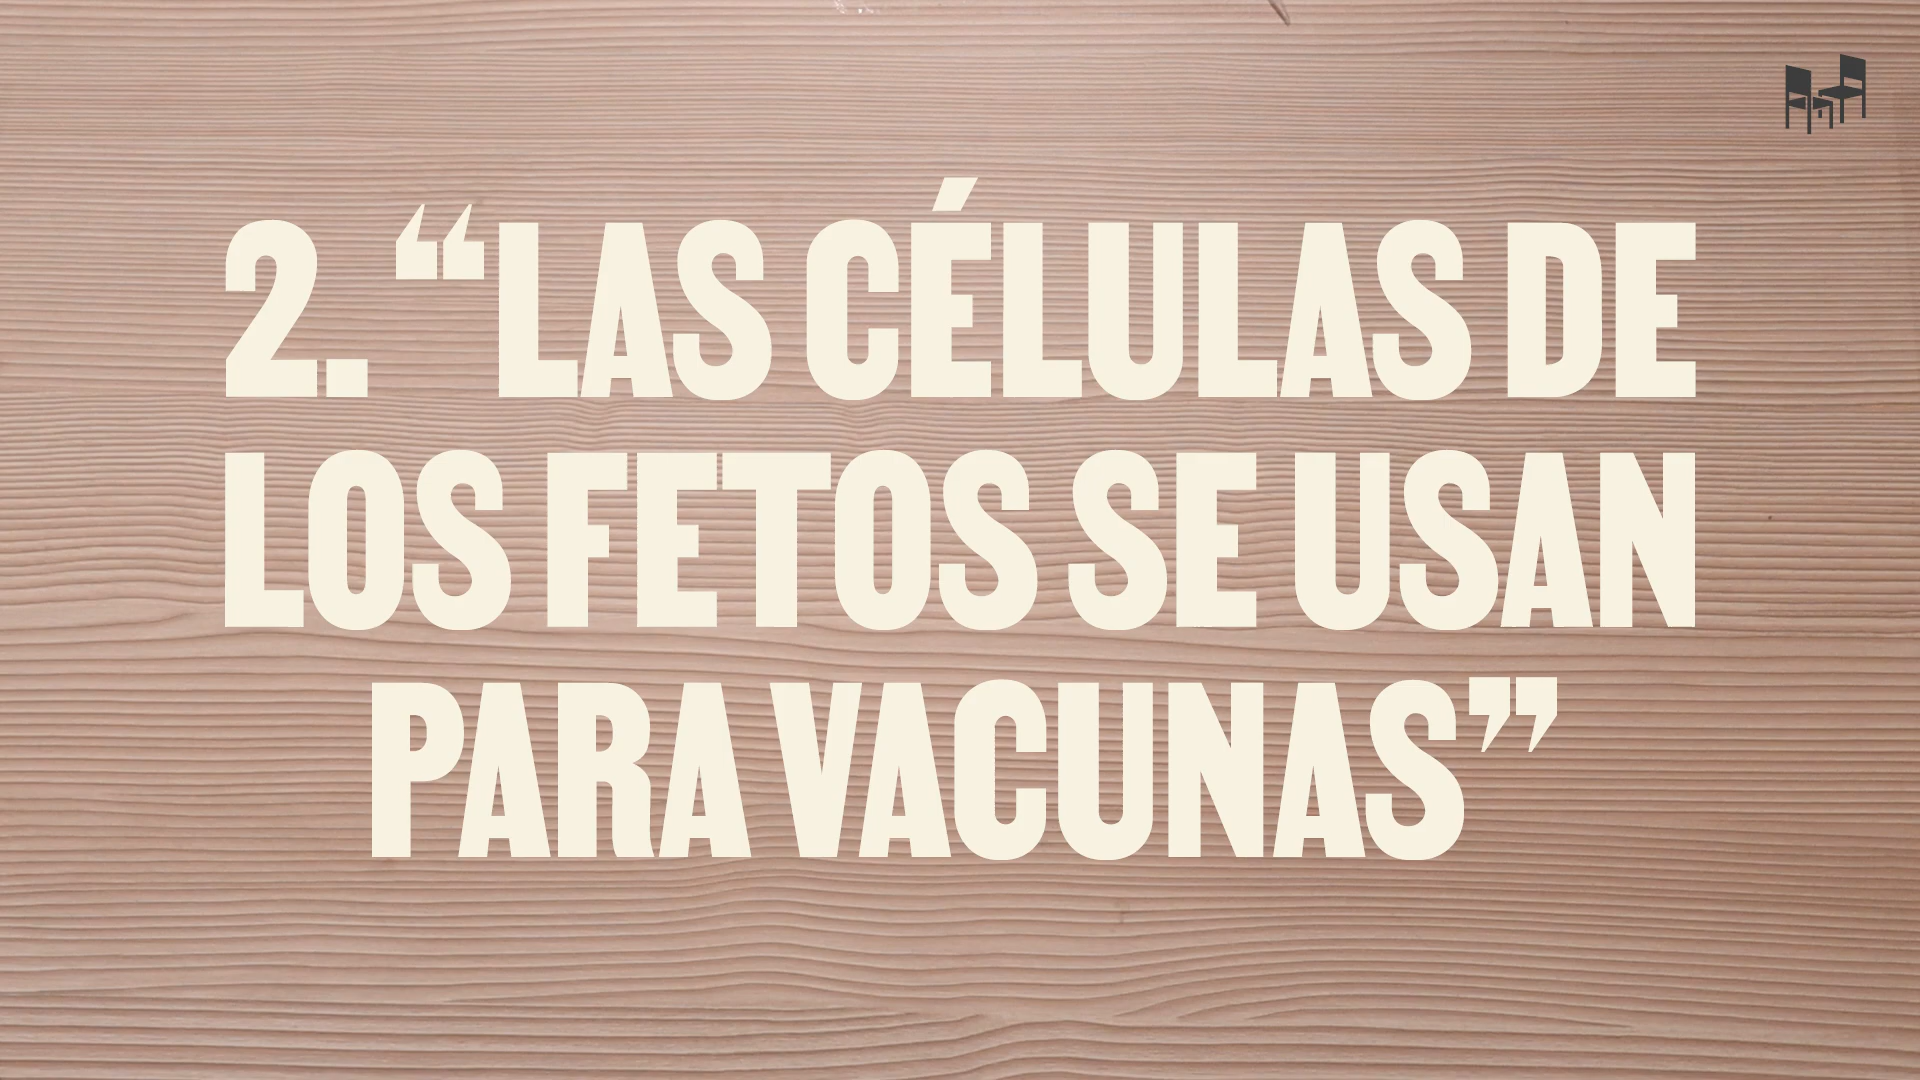 2. “LAS CÉLULAS DE
LOS FETOS SE USAN
PARA VACUNAS”